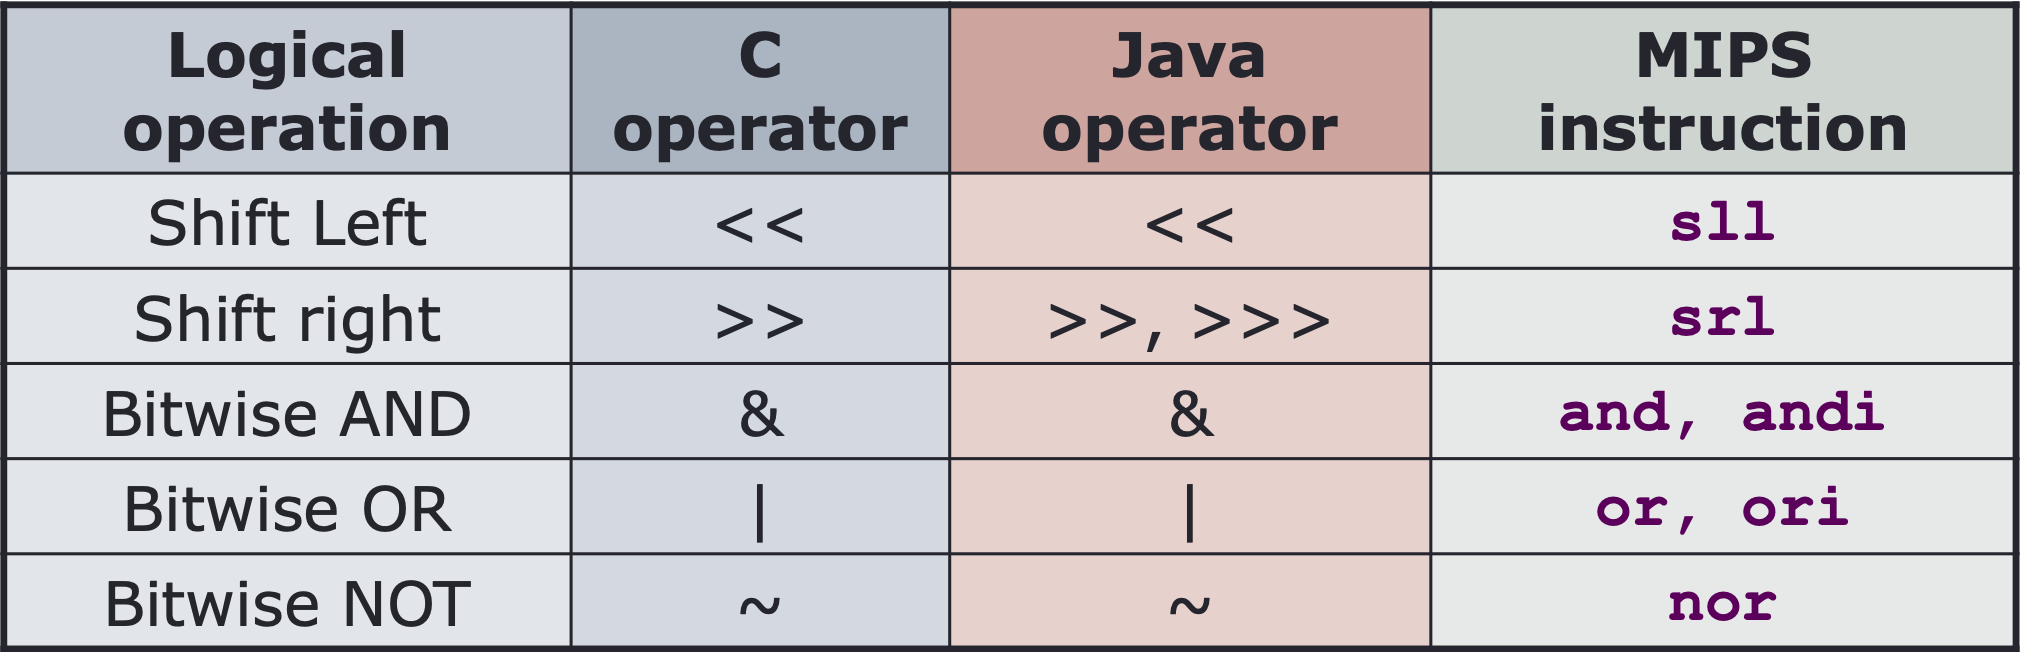 Logical operation | C operator | Java operator | MIPS instruction
Shift Left | << | << | sll
Shift right | >> | >>, >>> | srl
Bitwise AND | & | & | and, andi
Bitwise OR | | | | | or, ori
Bitwise NOT | ~ | ~ | nor